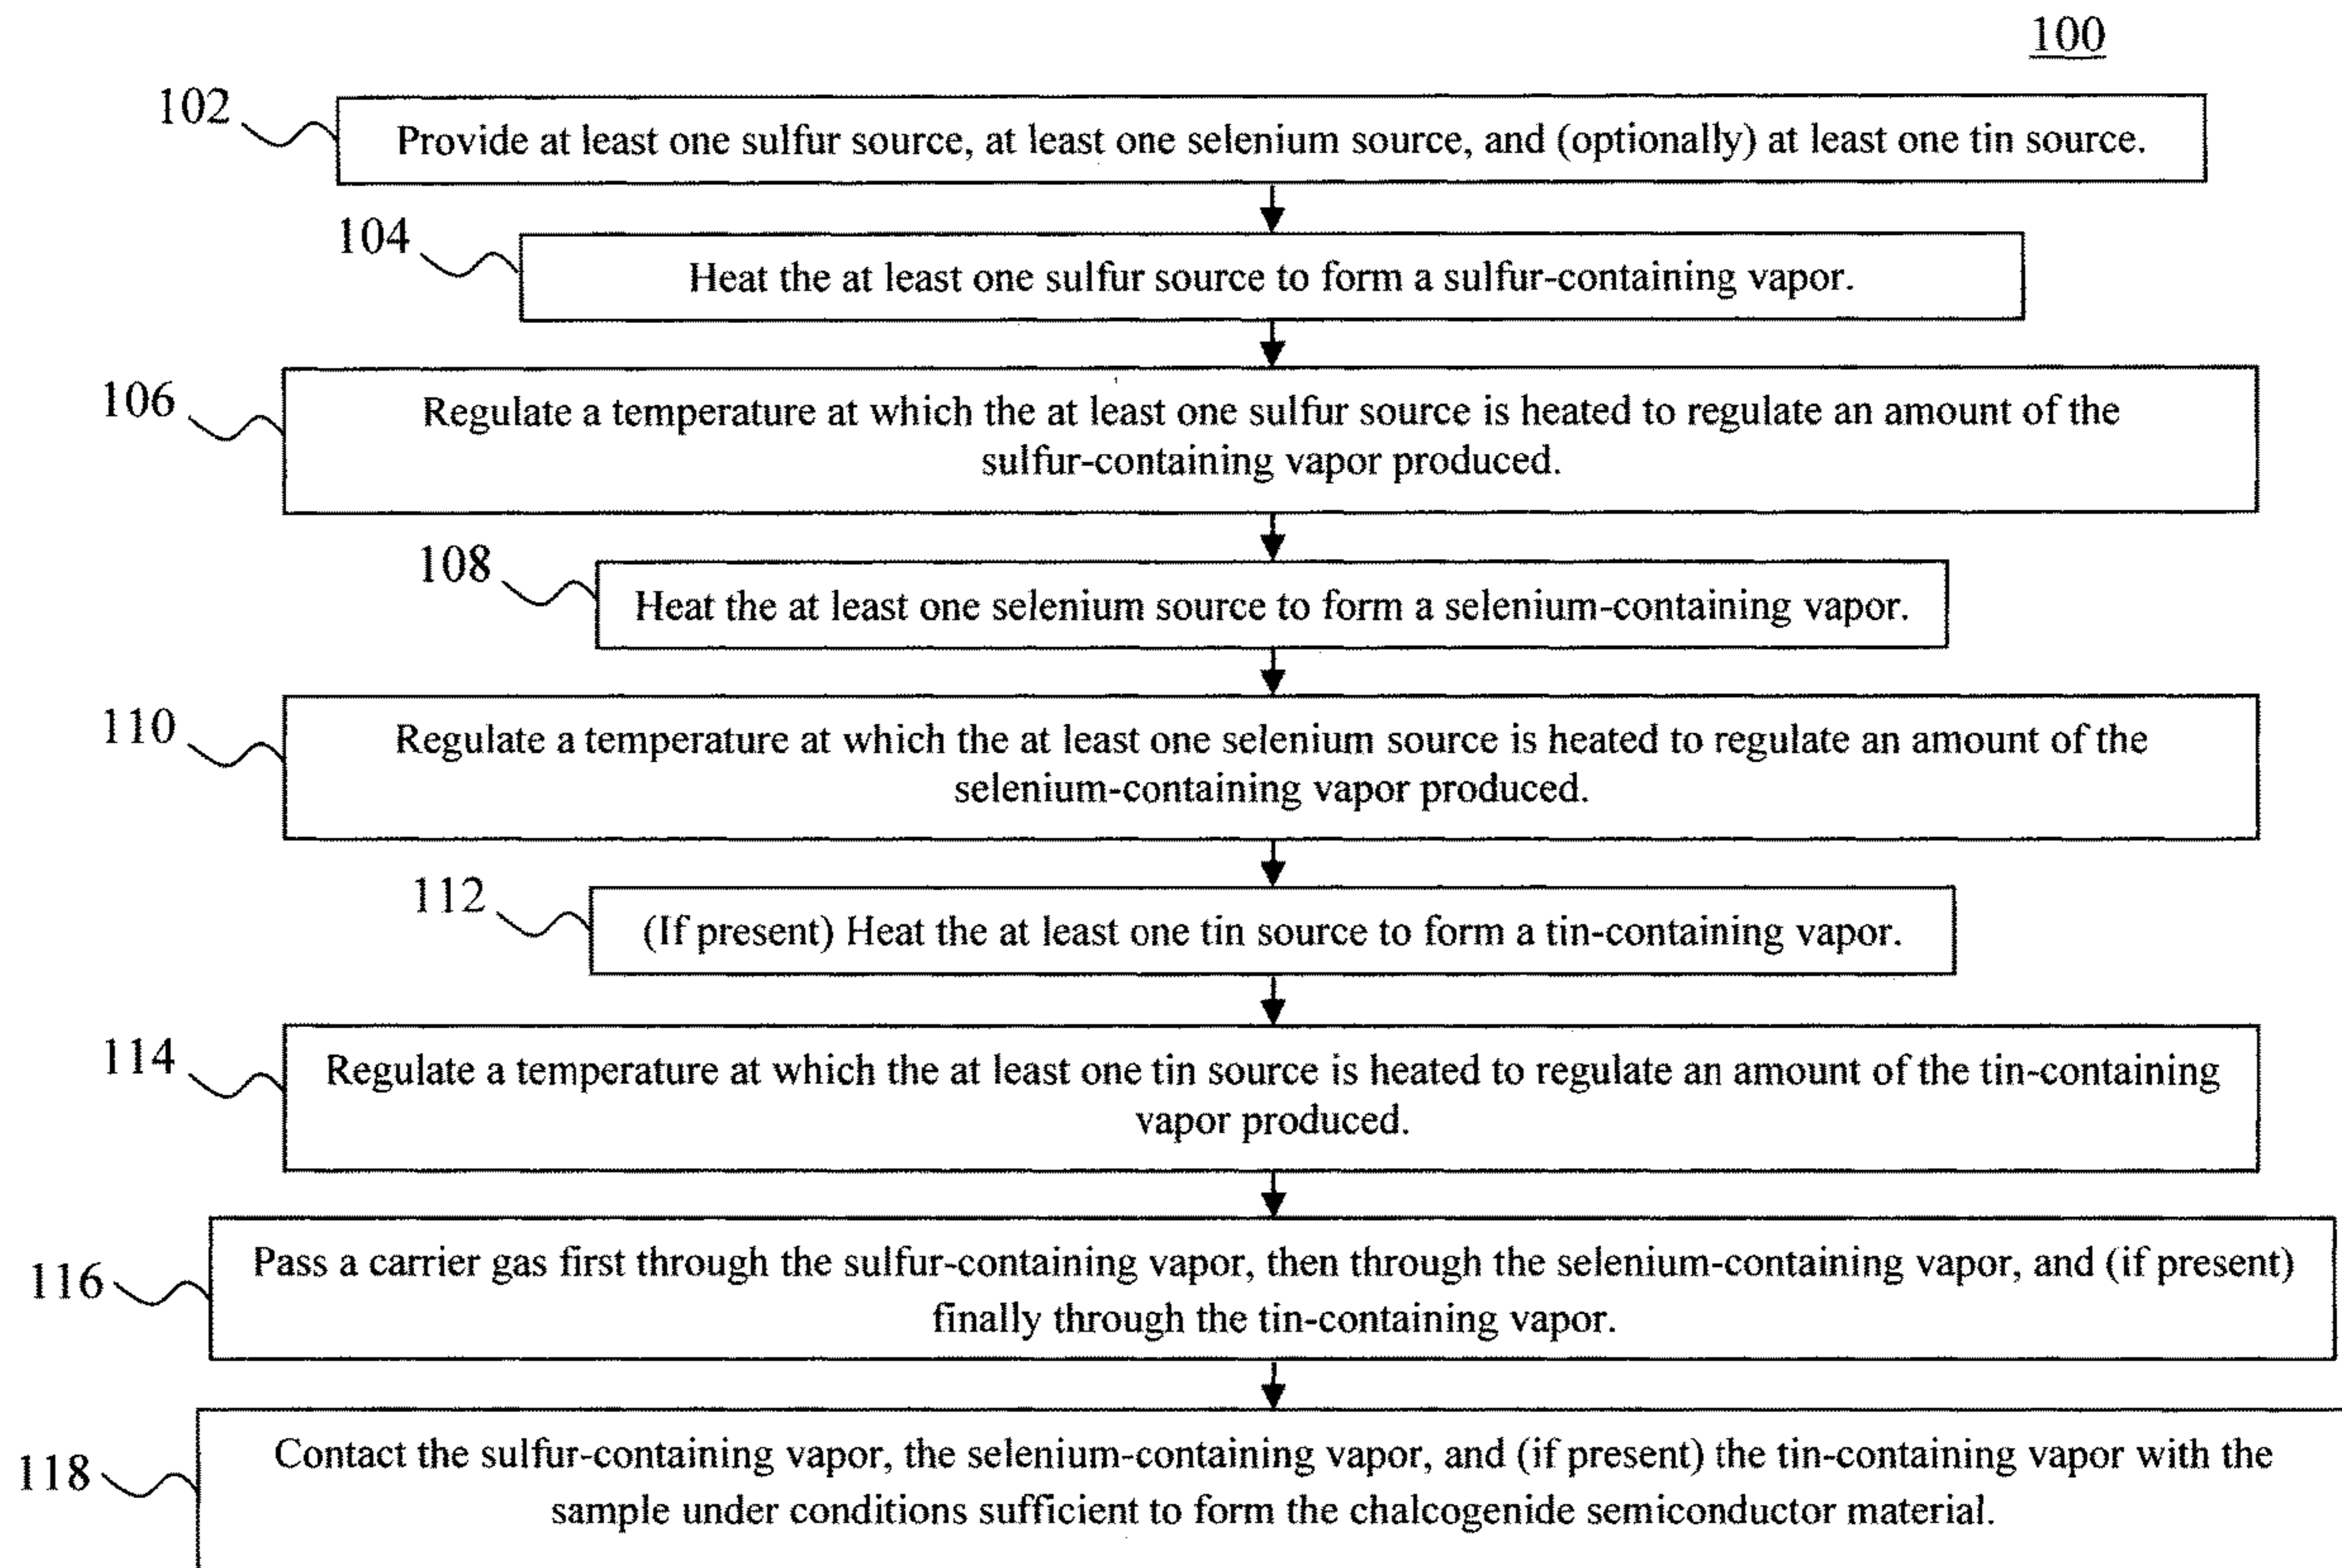 100
102
Provide at least one sulfur source, at least one selenium source, and (optionally) at least one tin source.
104
Heat the at least one sulfur source to form a sulfur-containing vapor.
106
Regulate a temperature at which the at least one sulfur source is heated to regulate an amount of the
sulfur-containing vapor produced.
108
Heat the at least one selenium source to form a selenium-containing vapor.
110
Regulate a temperature at which the at least one selenium source is heated to regulate an amount of the
selenium-containing vapor produced.
112
(If present) Heat the at least one tin source to form a tin-containing vapor.
114
Regulate a temperature at which the at least one tin source is heated to regulate an amount of the tin-containing
vapor produced.
116
Pass a carrier gas first through the sulfur-containing vapor, then through the selenium-containing vapor, and (if present)
finally through the tin-containing vapor.
118
Contact the sulfur-containing vapor, the selenium-containing vapor, and (if present) the tin-containing vapor with the
sample under conditions sufficient to form the chalcogenide semiconductor material.